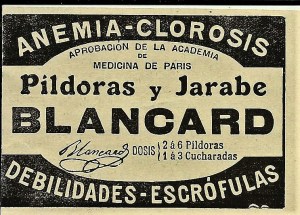 ANEMIA-CLOROSIS
APROBACIÓN DE LA ACADEMIA
DE
MEDICINA DE PARIS
Píldoras y Jarabe
BLANCARD
Blancard DOSIS 2 á 6 Píldoras
1 á 3 Cucharadas
DEBILIDADES-ESCRÓFULAS